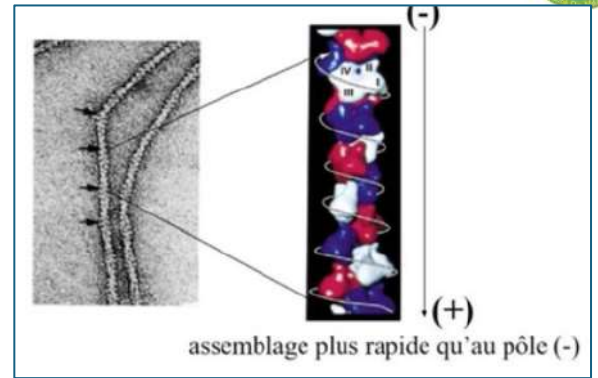 (-)
IV II
I
III
(+)
assemblage plus rapide qu'au pôle (-)